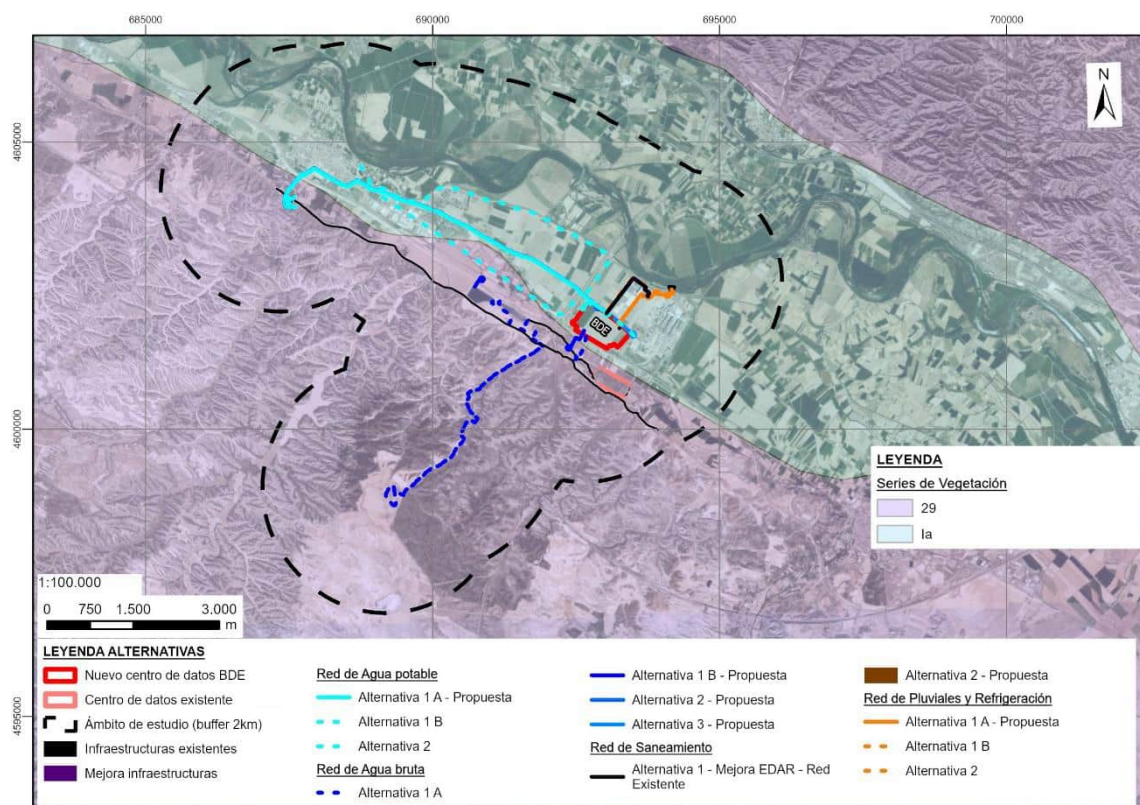 685000
690000
695000
700000
N
4605000
BDE
4600000
LEYENDA
Series de Vegetación
29
Ia
1:100.000
0 750 1.500 3.000
m
LEYENDA ALTERNATIVAS
Nuevo centro de datos BDE
Centro de datos existente
Ámbito de estudio (buffer 2km)
Infraestructuras existentes
Mejora infraestructuras
Red de Agua potable
Alternativa 1 A - Propuesta
Alternativa 1 B
Alternativa 2
Red de Agua bruta
Alternativa 1 A
Alternativa 1 B - Propuesta
Alternativa 2 - Propuesta
Alternativa 3 - Propuesta
Red de Saneamiento
Alternativa 1 - Mejora EDAR - Red
Existente
Alternativa 2 - Propuesta
Red de Pluviales y Refrigeración
Alternativa 1 A - Propuesta
Alternativa 1 B
Alternativa 2
4595000